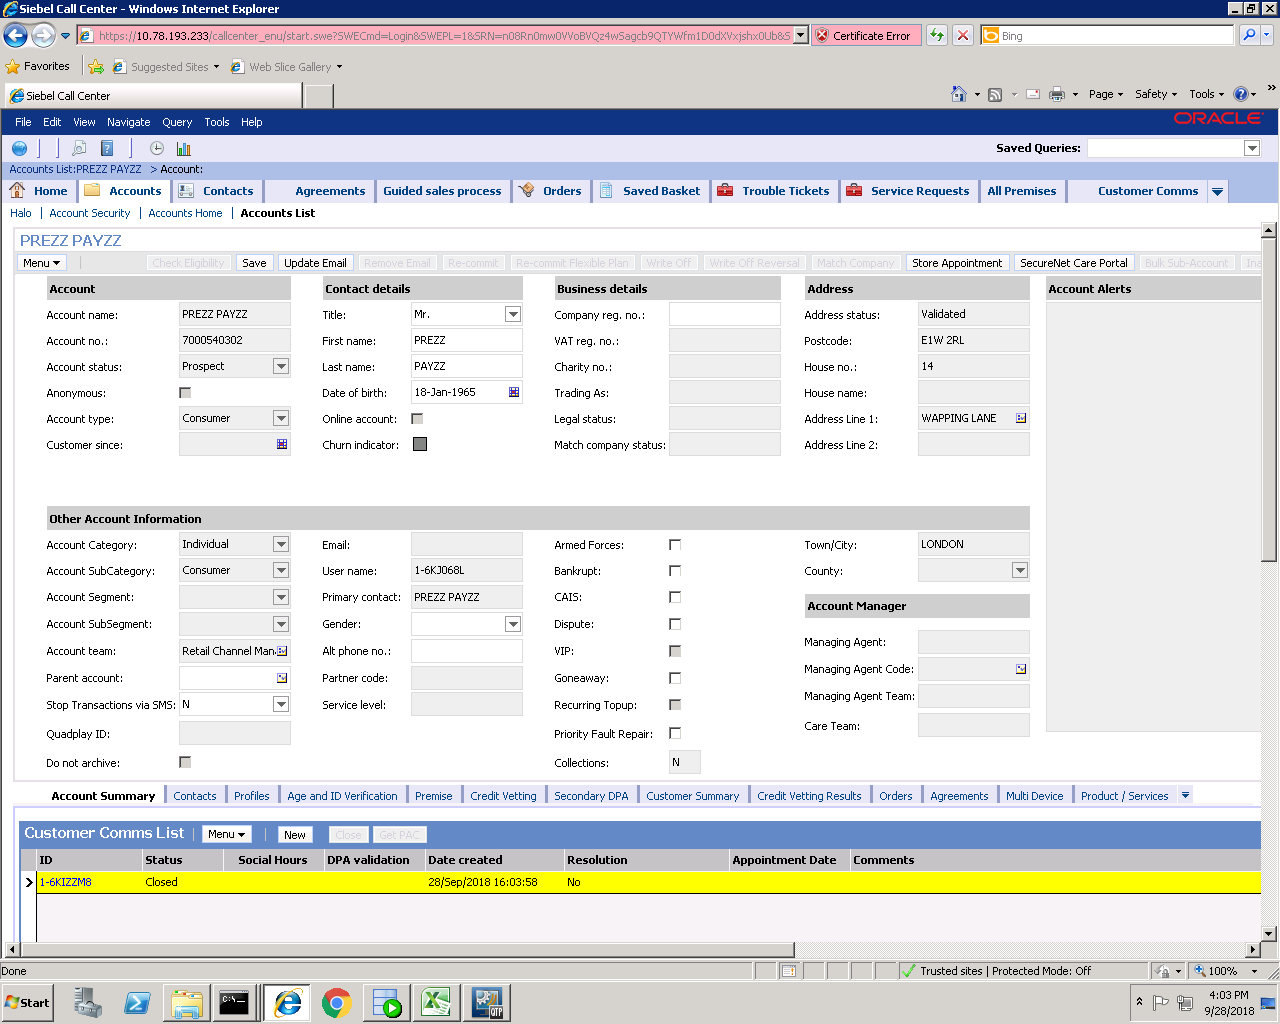 Siebel Call Center - Windows Internet Explorer
https://10.78.193.233/callcenter_enu/start.swe?SWECmd=Login&SWEPL=1&SRN=
Certificate Error
Bing
Favorites
Suggested Sites
Web Slice Gallery
Siebel Call Center
Page
Safety
Tools
File Edit View Navigate Query Tools Help
ORACLE
Saved Queries:
Accounts List:PREZZ PAYZZ > Account:
Home Accounts Contacts Agreements Guided sales process Orders Saved Basket Trouble Tickets Service Requests All Premises Customer Comms
Halo | Account Security | Accounts Home | Accounts List
PREZZ PAYZZ
Menu Check Eligibility Save Update Email Remove Email Re-commit Re-commit Flexible Plan Write Off Write Off Reversal Match Company Store Appointment SecureNet Care Portal Bulk Sub-Account Ina
Account Contact details Business details Address Account Alerts
Account name: PREZZ PAYZZ Title: Mr. Company reg. no.: Address status: Validated
Account no.: 7000540302 First name: PREZZ VAT reg. no.: Postcode: E1W 2RL
Account status: Prospect Last name: PAYZZ Charity no.: House no.: 14
Anonymous: Date of birth: 18-Jan-1965 Trading As: House name:
Account type: Consumer Online account: Legal status: Address Line 1: WAPPING LANE
Customer since: Churn indicator: Match company status: Address Line 2:
Other Account Information
Account Category: Individual Email: Armed Forces: Town/City: LONDON
Account SubCategory: Consumer User name: 1-6KJ068L Bankrupt: County:
Account Segment: Primary contact: PREZZ PAYZZ CAIS: Account Manager
Account SubSegment: Gender: Dispute:
Account team: Retail Channel Man VIP: Managing Agent:
Alt phone no.:
Parent account: Partner code: Goneaway: Managing Agent Code:
Stop Transactions via SMS: N Service level: Recurring Topup: Managing Agent Team:
Quadplay ID: Priority Fault Repair: Care Team:
Do not archive: Collections: N
Account Summary Contacts Profiles Age and ID Verification Premise Credit Vetting Secondary DPA Customer Summary Credit Vetting Results Orders Agreements Multi Device Product / Services
Customer Comms List Menu New Close Get PAC
ID Status Social Hours DPA validation Date created Resolution Appointment Date Comments
1-6KIZZM8 Closed 28/Sep/2018 16:03:58 No
Done
Trusted sites | Protected Mode: Off
100%
Start
QTP
4:03 PM
9/28/2018